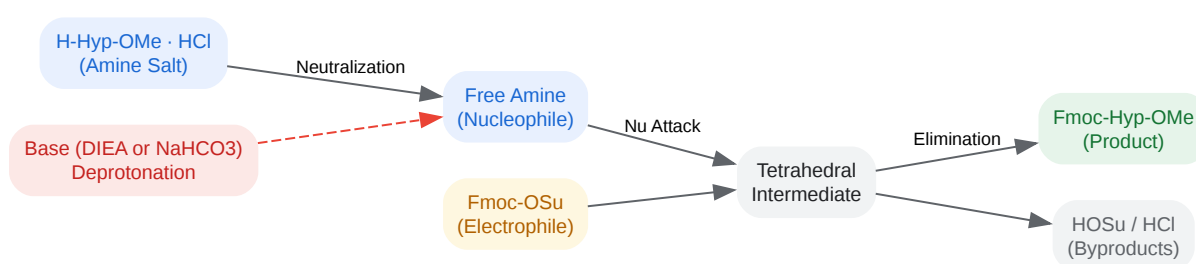 H-Hyp-OMe · HCl
(Amine Salt)
Neutralization
Base (DIEA or NaHCO3)
Deprotonation
Free Amine
(Nucleophile)
Nu Attack
Fmoc-OSu
(Electrophile)
Tetrahedral
Intermediate
Elimination
Fmoc-Hyp-OMe
(Product)
HOSu / HCl
(Byproducts)